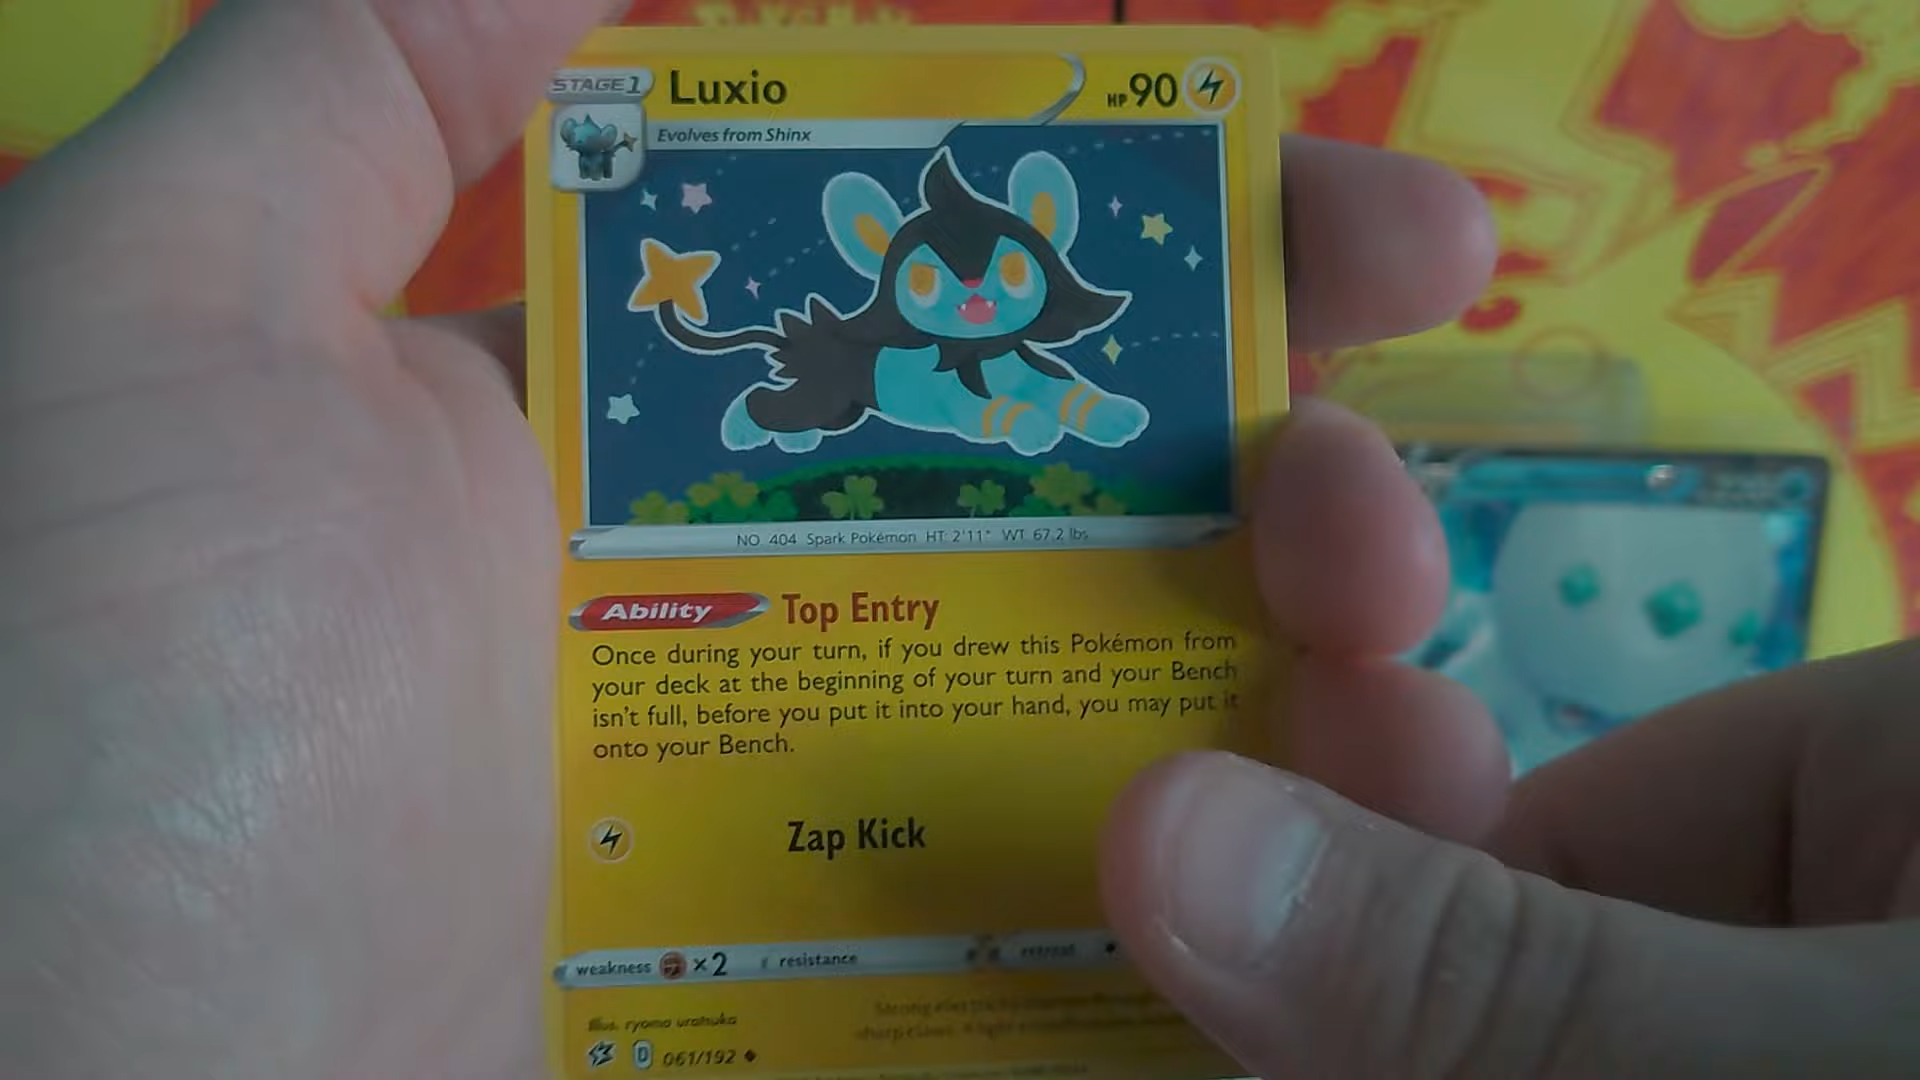 STAGE 1
Luxio
HP 90
Evolves from Shinx
NO. 404 Spark Pokémon HT: 2'11" WT: 67.2 lbs.
Ability Top Entry
Once during your turn, if you drew this Pokémon from
your deck at the beginning of your turn and your Bench
isn't full, before you put it into your hand, you may put it
onto your Bench.
Zap Kick
weakness ×2 resistance retreat
Illus. ryoma uratsuka
D 061/192